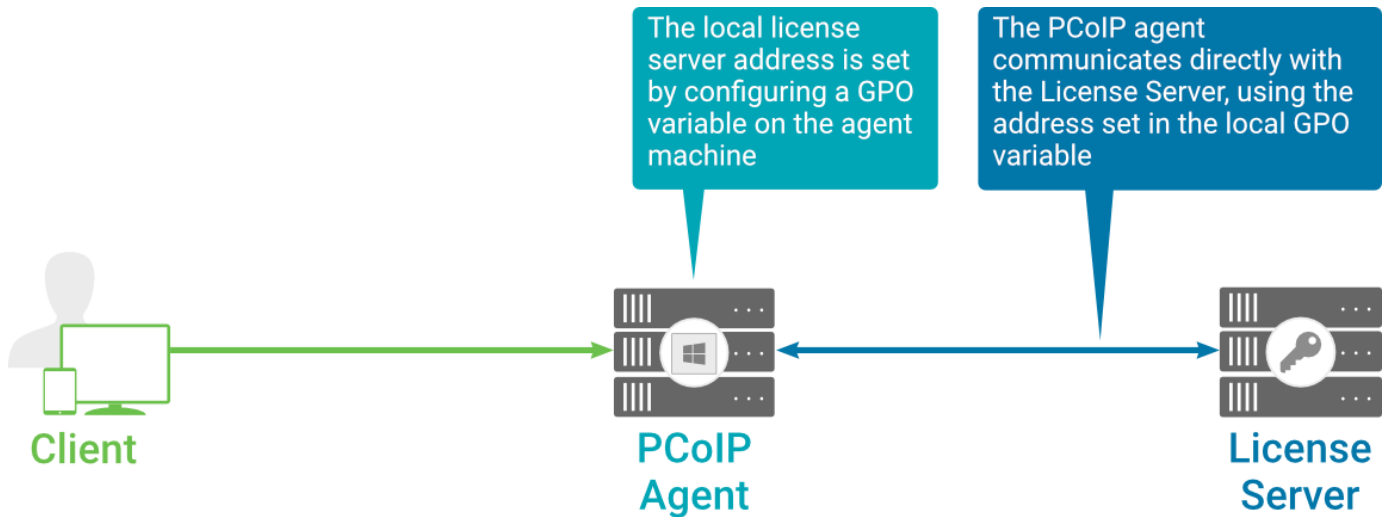 The local license
server address is set
by configuring a GPO
variable on the agent
machine
The PCoIP agent
communicates directly with
the License Server, using the
address set in the local GPO
variable
Client
PCoIP
Agent
License
Server